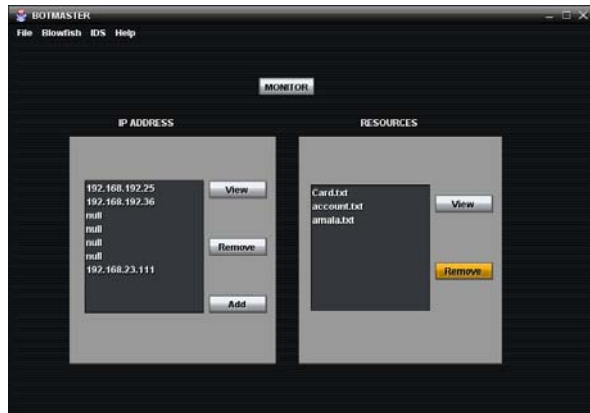 BOTMASTER
File Blowfish IDS Help
MONITOR
IP ADDRESS
192.168.192.25
192.168.192.36
null
null
null
null
192.168.23.111
View
Remove
Add
RESOURCES
Card.txt
account.txt
amala.txt
View
Remove